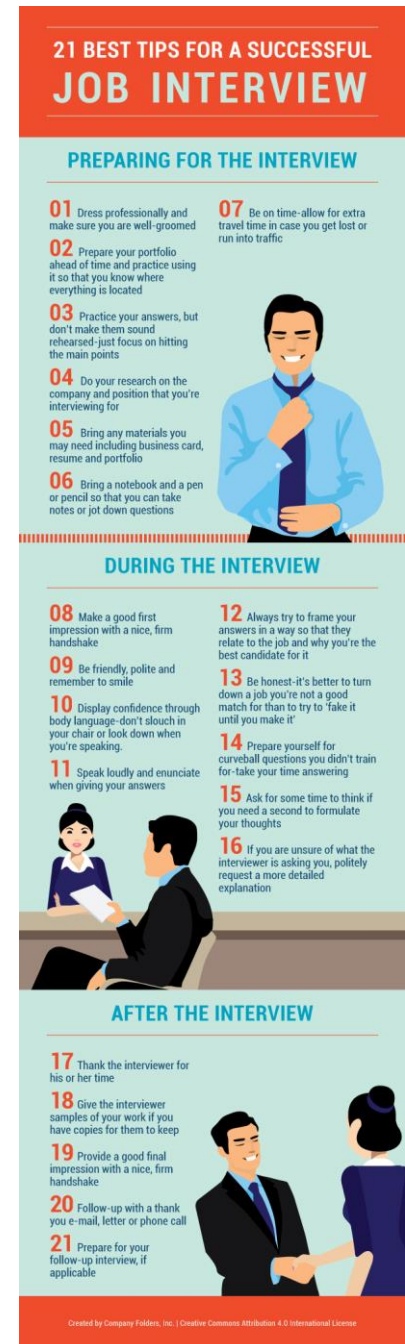 21 BEST TIPS FOR A SUCCESSFUL
JOB INTERVIEW
PREPARING FOR THE INTERVIEW
01 Dress professionally and
make sure you are well-groomed
02 Prepare your portfolio
ahead of time and practice using
it so that you know where
everything is located
03 Practice your answers, but
don't make them sound
rehearsed-just focus on hitting
the main points
04 Do your research on the
company and position that you're
interviewing for
05 Bring any materials you
may need including business card,
resume and portfolio
06 Bring a notebook and a pen
or pencil so that you can take
notes or jot down questions
07 Be on time-allow for extra
travel time in case you get lost or
run into traffic
DURING THE INTERVIEW
08 Make a good first
impression with a nice, firm
handshake
09 Be friendly, polite and
remember to smile
10 Display confidence through
body language-don't slouch in
your chair or look down when
you're speaking.
11 Speak loudly and enunciate
when giving your answers
12 Always try to frame your
answers in a way so that they
relate to the job and why you're the
best candidate for it
13 Be honest-it's better to turn
down a job you're not a good
match for than to try to 'fake it
until you make it'
14 Prepare yourself for
curveball questions you didn't train
for-take your time answering
15 Ask for some time to think if
you need a second to formulate
your thoughts
16 If you are unsure of what the
interviewer is asking you, politely
request a more detailed
explanation
AFTER THE INTERVIEW
17 Thank the interviewer for
his or her time
18 Give the interviewer
samples of your work if you
have copies for them to keep
19 Provide a good final
impression with a nice, firm
handshake
20 Follow-up with a thank
you e-mail, letter or phone call
21 Prepare for your
follow-up interview, if
applicable
Created by Company Folders, Inc. | Creative Commons Attribution 4.0 International License